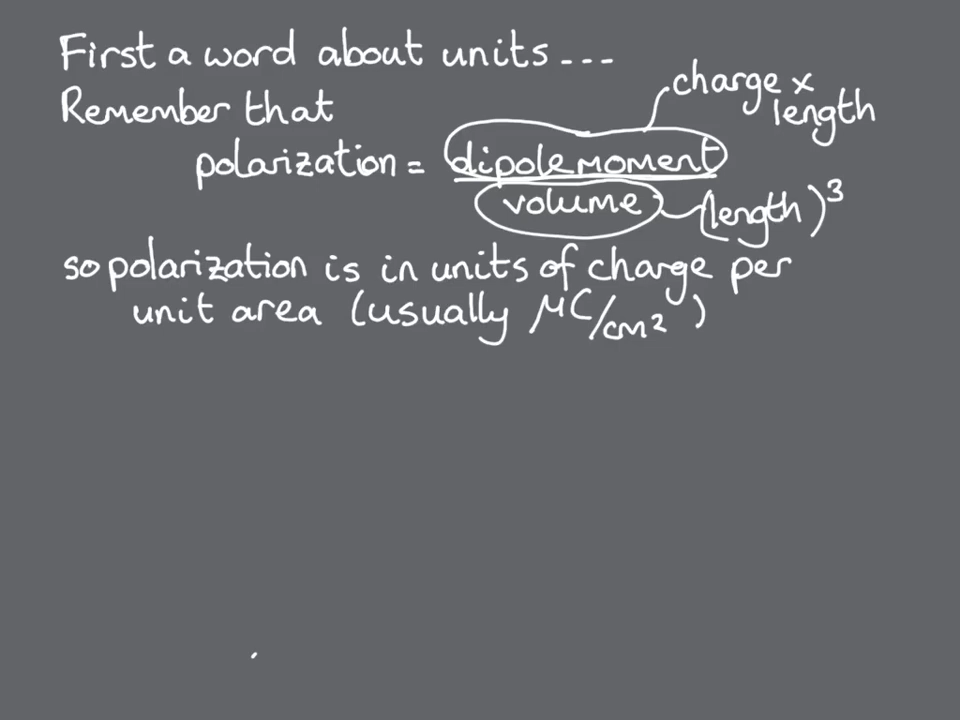 First a word about units ---
Remember that
charge x
length
polarization = dipole moment
volume
(length)³
so polarization is in units of charge per
unit area (usually μC/cm²)